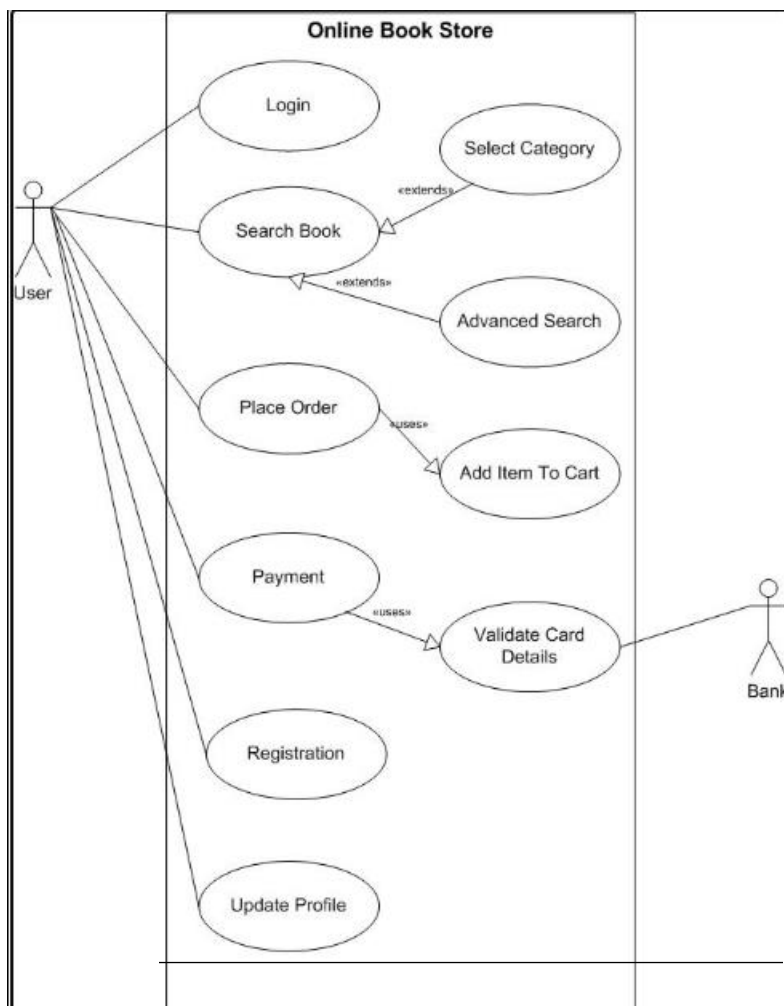 Online Book Store
Login
Select Category
«extends»
Search Book
«extends»
User
Advanced Search
Place Order
«uses»
Add Item To Cart
Payment
«uses»
Validate Card
Details
Bank
Registration
Update Profile